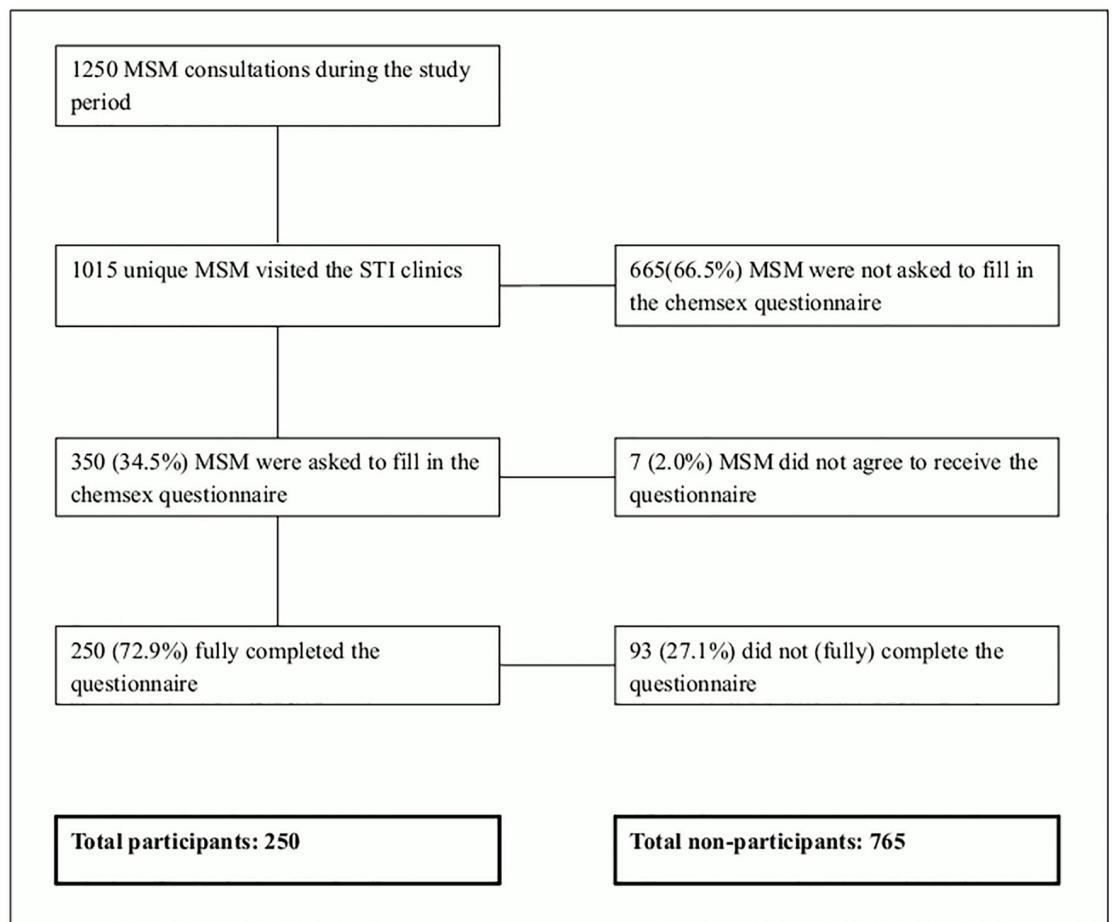 1250 MSM consultations during the study
period
1015 unique MSM visited the STI clinics
665(66.5%) MSM were not asked to fill in
the chemsex questionnaire
350 (34.5%) MSM were asked to fill in the
chemsex questionnaire
7 (2.0%) MSM did not agree to receive the
questionnaire
250 (72.9%) fully completed the
questionnaire
93 (27.1%) did not (fully) complete the
questionnaire
Total participants: 250
Total non-participants: 765